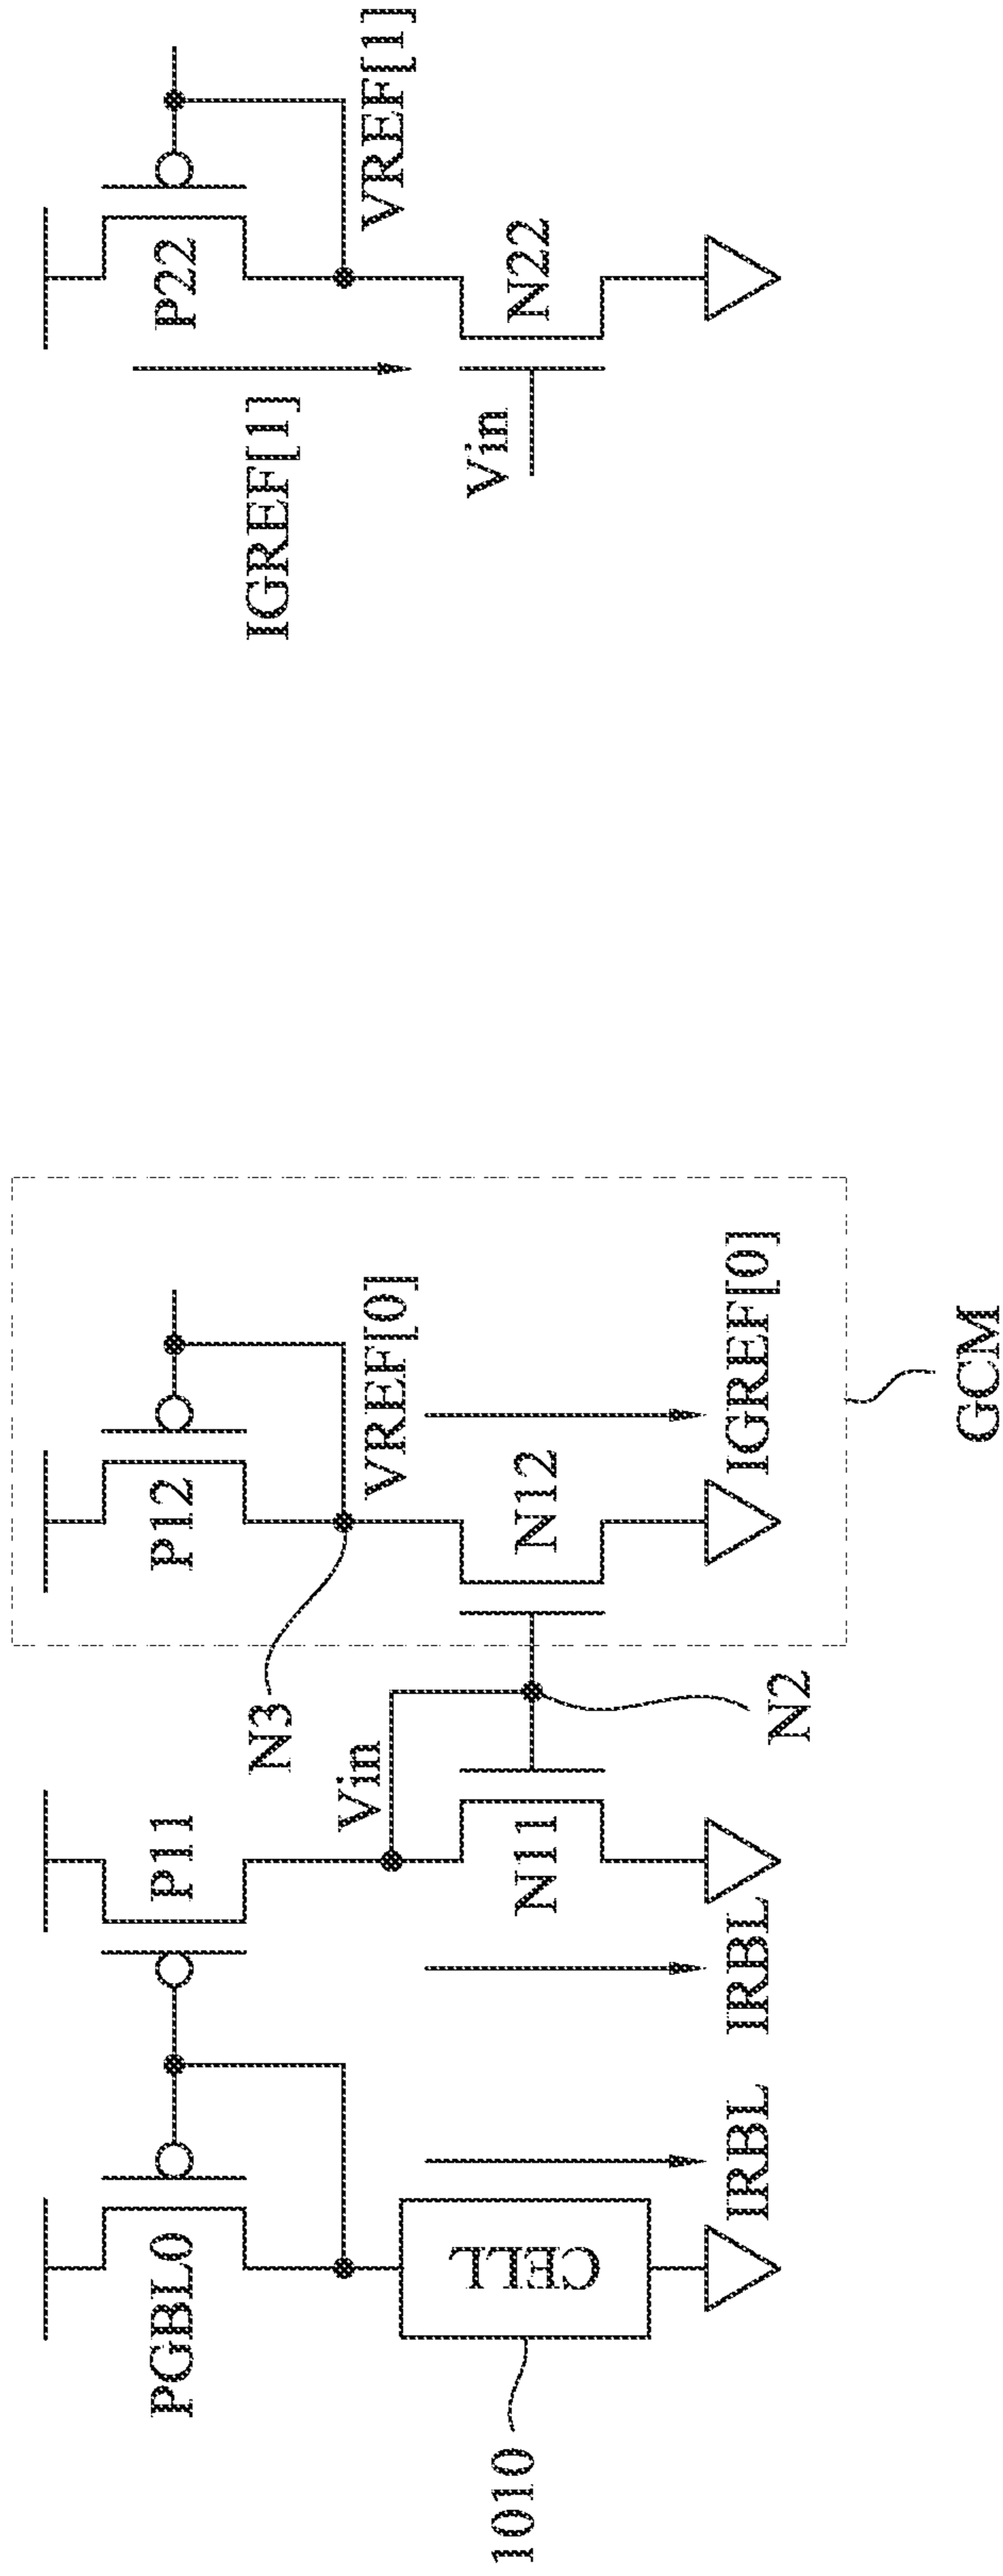 PGBL0
CELL
1010
IRBL
P11
Vin
N11
IRBL
N2
N3
P12
VREF[0]
N12
IGREF[0]
GCM
IGREF[1]
Vin
P22
VREF[1]
N22